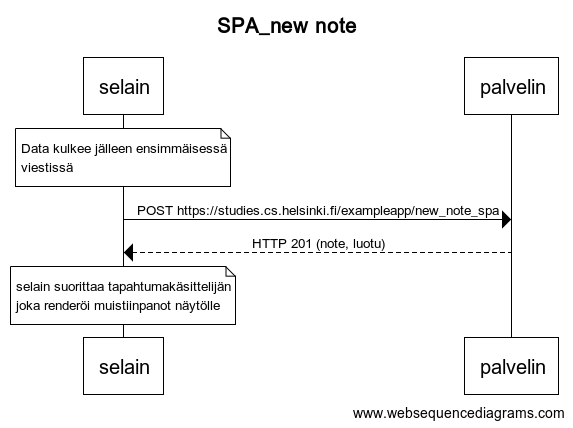 SPA_new note
selain
palvelin
Data kulkee jälleen ensimmäisessä
viestissä
POST https://studies.cs.helsinki.fi/exampleapp/new_note_spa
HTTP 201 (note, luotu)
selain suorittaa tapahtumakäsittelijän
joka renderöi muistiinpanot näytölle
selain
palvelin
www.websequencediagrams.com